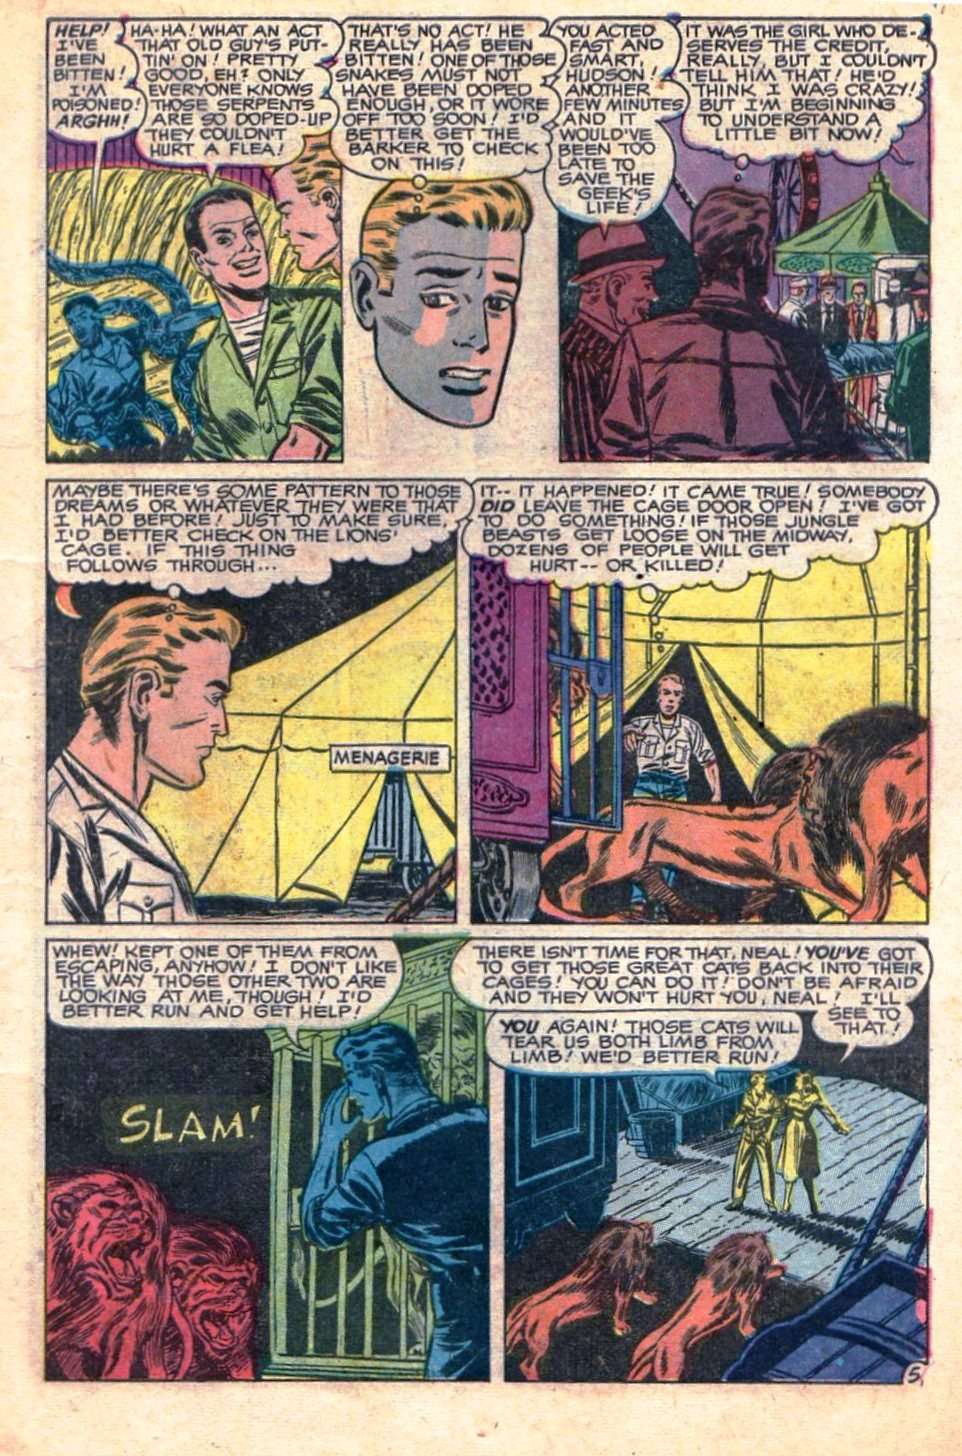 HELP!
I'VE
BEEN
BITTEN!
I'M
POISONED!
ARGHH!
HA-HA! WHAT AN ACT
THAT OLD GUY'S PUT-
TIN' ON! PRETTY
GOOD, EH? ONLY
EVERYONE KNOWS
THOSE SERPENTS
ARE SO DOPED-UP
THEY COULDN'T
HURT A FLEA!
THAT'S NO ACT! HE
REALLY, HAS BEEN
BITTEN! ONE OF THOSE
SNAKES MUST NOT
HAVE BEEN DOPED
ENOUGH, OR IT WORE
OFF TOO SOON! I'D
BETTER GET THE
BARKER TO CHECK
ON THIS!
YOU ACTED
FAST AND
SMART,
HUDSON!
ANOTHER
FEW MINUTES
AND IT
WOULD'VE
BEEN TOO
LATE TO
SAVE THE
GEEK'S
LIFE!
IT WAS THE GIRL WHO DE-
SERVES THE CREDIT,
REALLY, BUT I COULDN'T
TELL HIM THAT! HE'D
THINK I WAS CRAZY!
BUT I'M BEGINNING
TO UNDERSTAND A
LITTLE BIT NOW!
MAYBE THERE'S SOME PATTERN TO THOSE
DREAMS OR WHATEVER THEY WERE THAT
I HAD BEFORE! JUST TO MAKE SURE,
I'D BETTER CHECK ON THE LIONS'
CAGE. IF THIS THING
FOLLOWS THROUGH...
MENAGERIE
IT-- IT HAPPENED! IT CAME TRUE! SOMEBODY
DID LEAVE THE CAGE DOOR OPEN! I'VE GOT
TO DO SOMETHING! IF THOSE JUNGLE
BEASTS GET LOOSE ON THE MIDWAY,
DOZENS OF PEOPLE WILL GET
HURT-- OR KILLED!
WHEW! KEPT ONE OF THEM FROM
ESCAPING, ANYHOW! I DON'T LIKE
THE WAY THOSE OTHER TWO ARE
LOOKING AT ME, THOUGH! I'D
BETTER RUN AND GET HELP!
SLAM!
THERE ISN'T TIME FOR THAT, NEAL! YOU'VE GOT
TO GET THOSE GREAT CATS BACK INTO THEIR
CAGES! YOU CAN DO IT! DON'T BE AFRAID
AND THEY WON'T HURT YOU, NEAL! I'LL
SEE TO
THAT!
YOU AGAIN! THOSE CATS WILL
TEAR US BOTH LIMB FROM
LIMB! WE'D BETTER RUN!
5